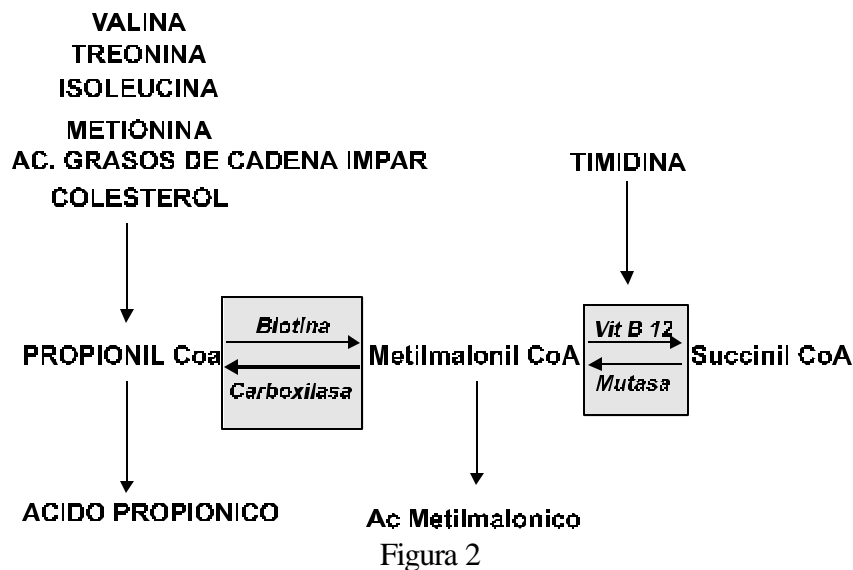 VALINA
TREONINA
ISOLEUCINA
METIONINA
AC. GRASOS DE CADENA IMPAR
COLESTEROL
TIMIDINA
Biotina
Vit B 12
PROPIONIL Coa
Metilmalonil CoA
Succinil CoA
Carboxilasa
Mutasa
ACIDO PROPIONICO
Ac Metilmalonico
Figura 2